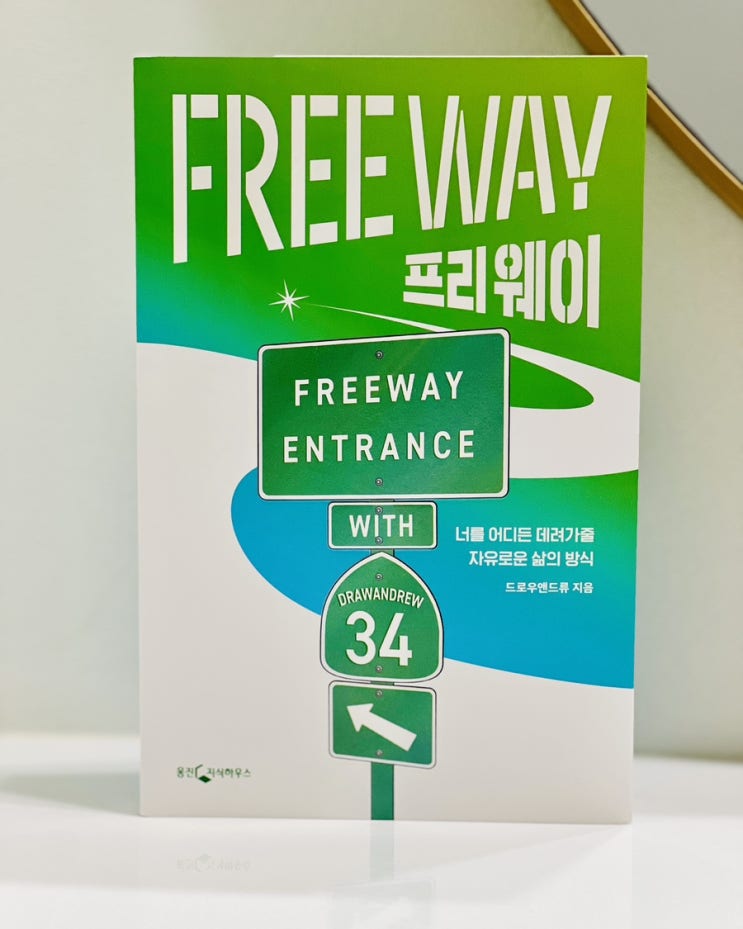 FREE WAY
프리웨이
FREEWAY
ENTRANCE
WITH
너를 어디든 데려가줄
자유로운 삶의 방식
드로우앤드류 지음
DRAWANDREW
34
웅진 지식하우스